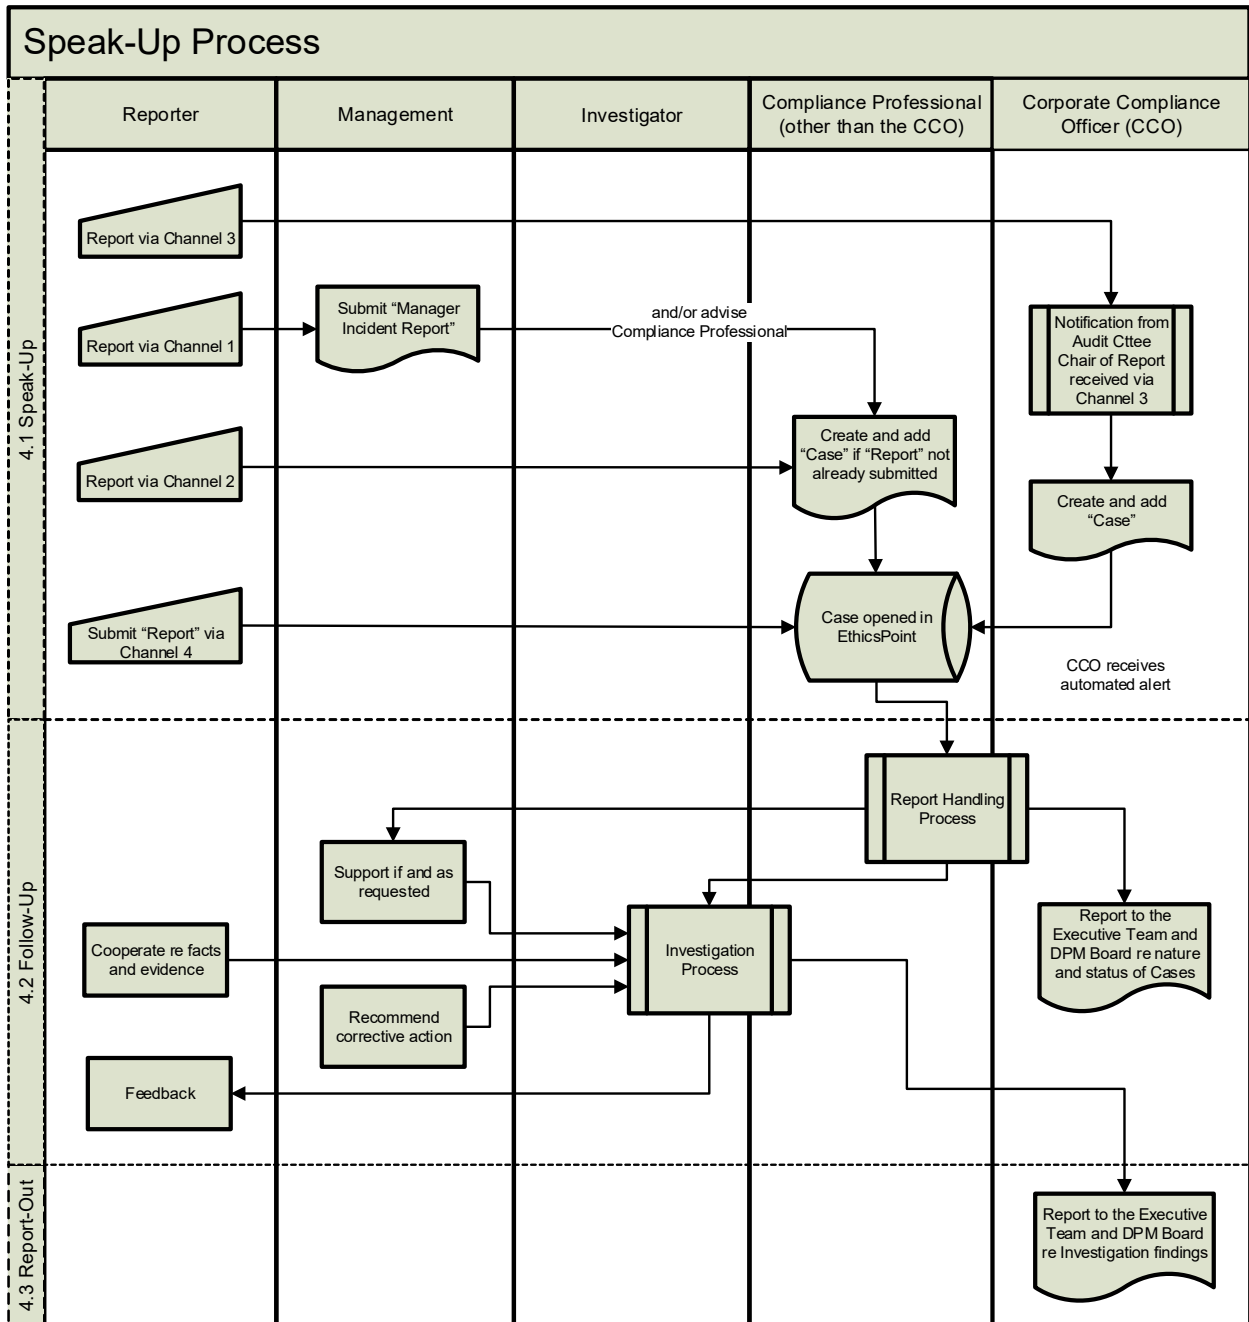 Speak-Up Process
Reporter
Management
Investigator
Compliance Professional
(other than the CCO)
Corporate Compliance
Officer (CCO)
4.1 Speak-Up
Report via Channel 3
Report via Channel 1
Submit “Manager
Incident Report”
and/or advise
Compliance Professional
Notification from
Audit Cttee
Chair of Report
received via
Channel 3
Report via Channel 2
Create and add
“Case” if “Report” not
already submitted
Create and add
“Case”
Submit “Report” via
Channel 4
Case opened in
EthicsPoint
CCO receives
automated alert
4.2 Follow-Up
Report Handling
Process
Support if and as
requested
Cooperate re facts
and evidence
Investigation
Process
Report to the
Executive Team and
DPM Board re nature
and status of Cases
Recommend
corrective action
Feedback
4.3 Report-Out
Report to the Executive
Team and DPM Board
re Investigation findings